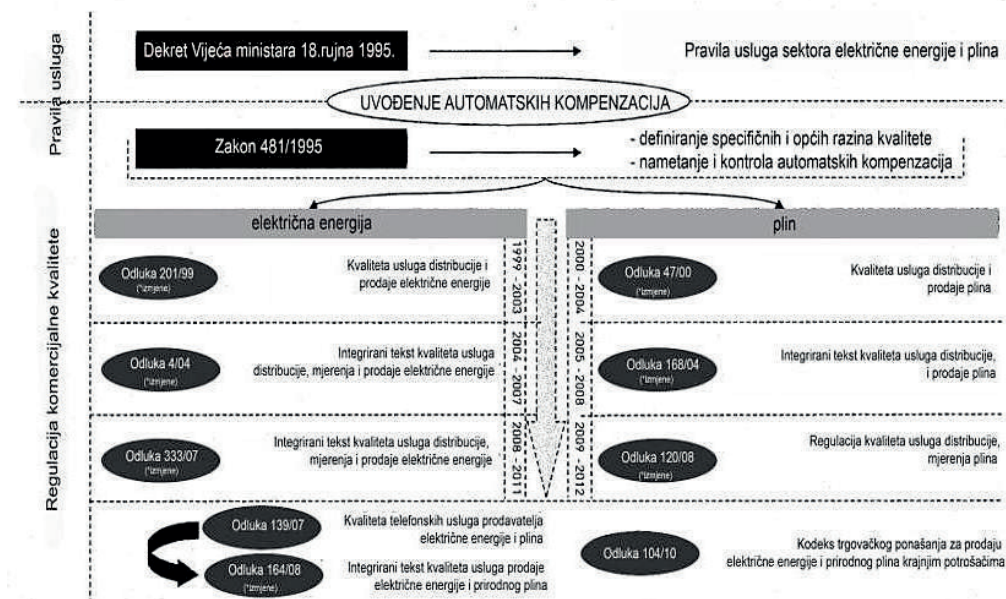 Pravila usluga
Dekret Vijeća ministara 18.rujna 1995.
Pravila usluga sektora električne energije i plina
UVOĐENJE AUTOMATSKIH KOMPENZACIJA
Zakon 481/1995
- definiranje specifičnih i općih razina kvalitete
- nametanje i kontrola automatskih kompenzacija
Regulacija komercijalne kvalitete
električna energija
plin
Odluka 201/99
(*Izmjene)
Kvaliteta usluga distribucije i
prodaje električne energije
1999 - 2003
2000 - 2004
Odluka 47/00
(*Izmjene)
Kvaliteta usluga distribucije i
prodaje plina
Odluka 4/04
(*Izmjene)
Integrirani tekst kvaliteta usluga
distribucije, mjerenja i prodaje električne energije
2004 - 2007
2005 - 2008
Odluka 168/04
(*Izmjene)
Integrirani tekst kvaliteta usluga distribucije,
i prodaje plina
Odluka 333/07
(*Izmjene)
Integrirani tekst kvaliteta usluga distribucije,
mjerenja i prodaje električne energije
2008 - 2011
2009 - 2012
Odluka 120/08
(*Izmjene)
Regulacija kvaliteta usluga distribucije,
mjerenja plina
Odluka 139/07
Kvaliteta telefonskih usluga prodavatelja
električne energije i plina
Odluka 164/08
(*Izmjene)
Integrirani tekst kvaliteta usluga prodaje
električne energije i prirodnog plina
Odluka 104/10
Kodeks trgovačkog ponašanja za prodaju
električne energije i prirodnog plina krajnjim potrošačima